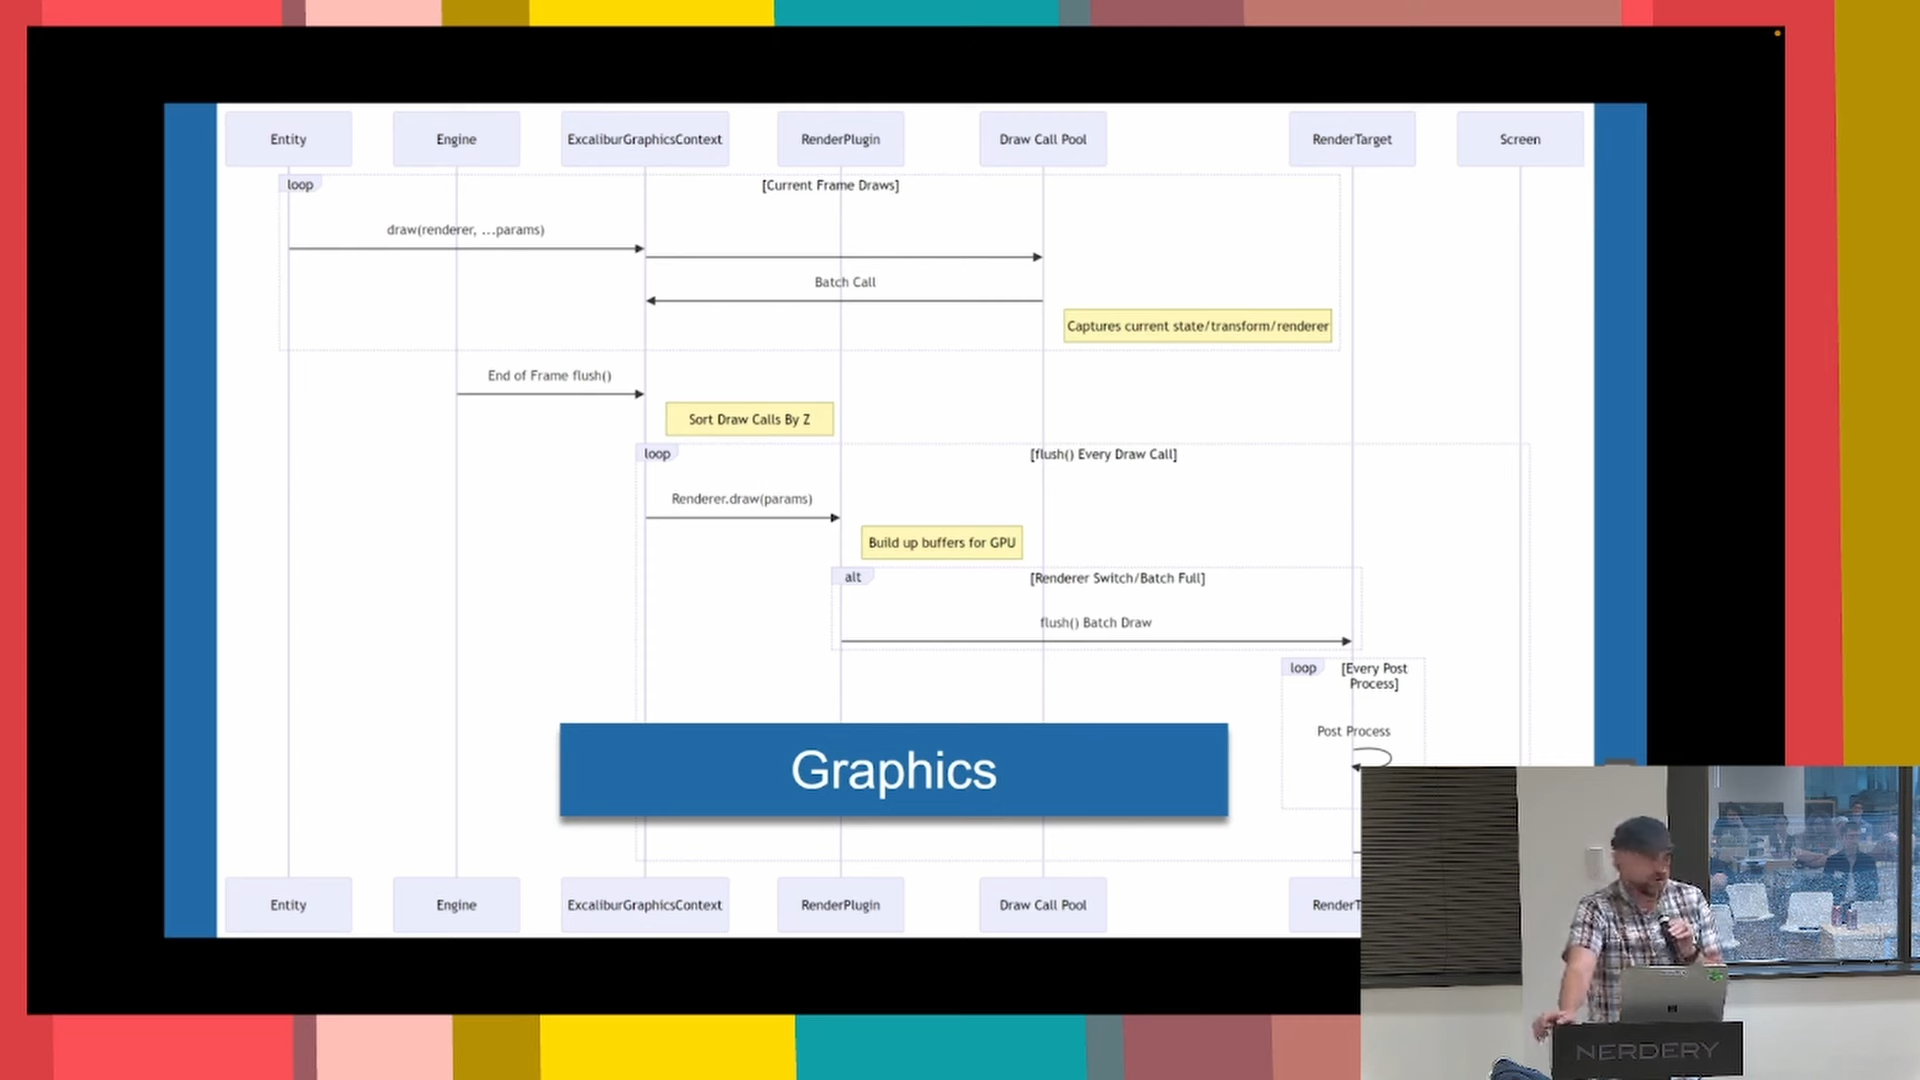 Entity
Engine
ExcaliburGraphicsContext
RenderPlugin
Draw Call Pool
RenderTarget
Screen
loop
[Current Frame Draws]
draw(renderer, ...params)
Batch Call
Captures current state/transform/renderer
End of Frame flush()
Sort Draw Calls By Z
loop
[flush() Every Draw Call]
Renderer.draw(params)
Build up buffers for GPU
alt
[Renderer Switch/Batch Full]
flush() Batch Draw
loop
[Every Post
Process]
Post Process
Graphics
Entity
Engine
ExcaliburGraphicsContext
RenderPlugin
Draw Call Pool
RenderT
NERDERY